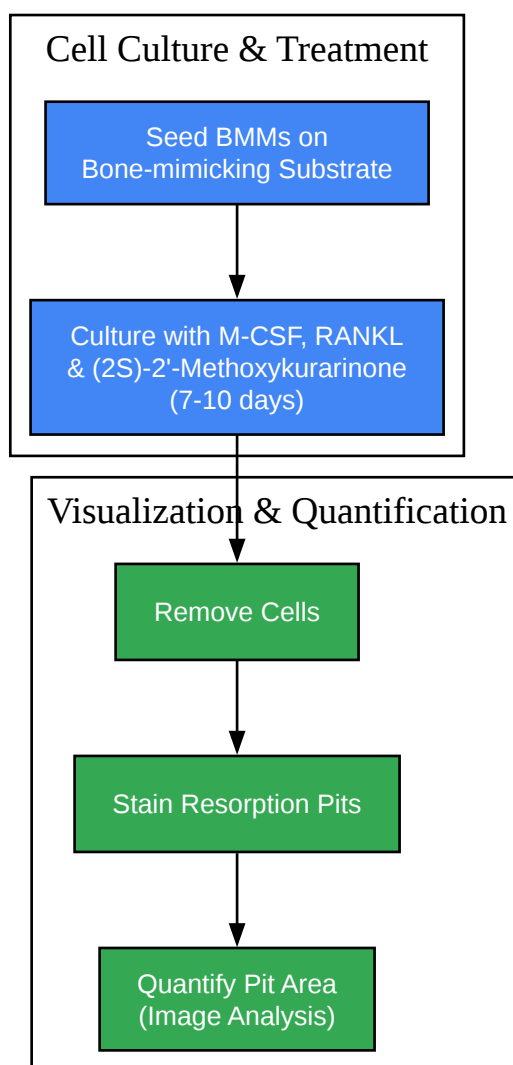 Cell Culture & Treatment
Seed BMMs on
Bone-mimicking Substrate
Culture with M-CSF, RANKL
& (2S)-2'-Methoxykurarinone
(7-10 days)
Visualization & Quantification
Remove Cells
Stain Resorption Pits
Quantify Pit Area
(Image Analysis)